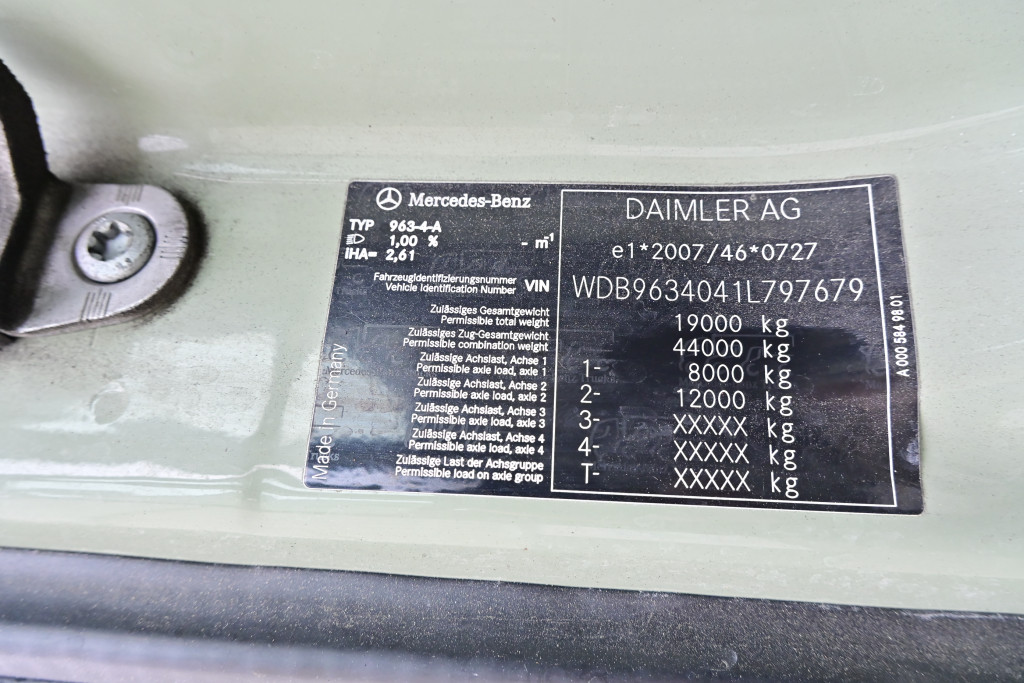 Mercedes-Benz
TYP 963-4-A
1,00 % - m⁻¹
IHA= 2,61
Fahrzeugidentifizierungsnummer
Vehicle Identification Number VIN
Zulässiges Gesamtgewicht
Permissible total weight
Zulässiges Zug-Gesamtgewicht
Permissible combination weight
Zulässige Achslast, Achse 1
Permissible axle load, axle 1
Zulässige Achslast, Achse 2
Permissible axle load, axle 2
Zulässige Achslast, Achse 3
Permissible axle load, axle 3
Zulässige Achslast, Achse 4
Permissible axle load, axle 4
Zulässige Last der Achsgruppe
Permissible load on axle group
Made In Germany
DAIMLER AG
e1*2007/46*0727
WDB9634041L797679
19000 kg
44000 kg
1- 8000 kg
2- 12000 kg
3- XXXXX kg
4- XXXXX kg
T- XXXXX kg
A 000 584 98 01